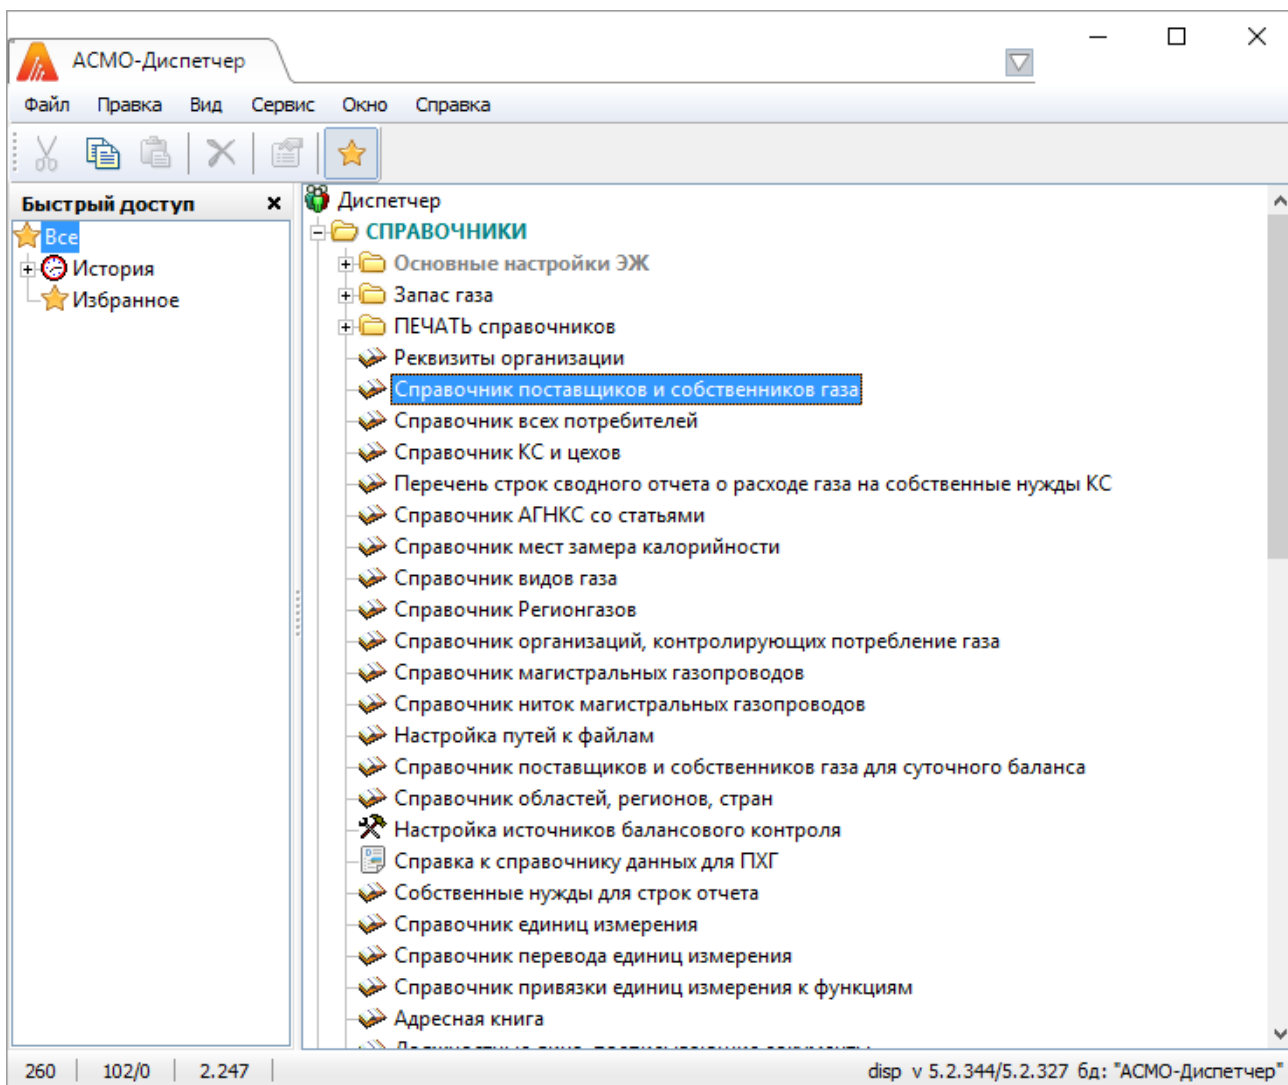 АСМО-Диспетчер
Файл Правка Вид Сервис Окно Справка
Быстрый доступ
Все
История
Избранное
Диспетчер
СПРАВОЧНИКИ
Основные настройки ЭЖ
Запас газа
ПЕЧАТЬ справочников
Реквизиты организации
Справочник поставщиков и собственников газа
Справочник всех потребителей
Справочник КС и цехов
Перечень строк сводного отчета о расходе газа на собственные нужды КС
Справочник АГНКС со статьями
Справочник мест замера калорийности
Справочник видов газа
Справочник Регионгазов
Справочник организаций, контролирующих потребление газа
Справочник магистральных газопроводов
Справочник ниток магистральных газопроводов
Настройка путей к файлам
Справочник поставщиков и собственников газа для суточного баланса
Справочник областей, регионов, стран
Настройка источников балансового контроля
Справка к справочнику данных для ПХГ
Собственные нужды для строк отчета
Справочник единиц измерения
Справочник перевода единиц измерения
Справочник привязки единиц измерения к функциям
Адресная книга
260 102/0 2.247 disp v 5.2.344/5.2.327 бд: "АСМО-Диспетчер"